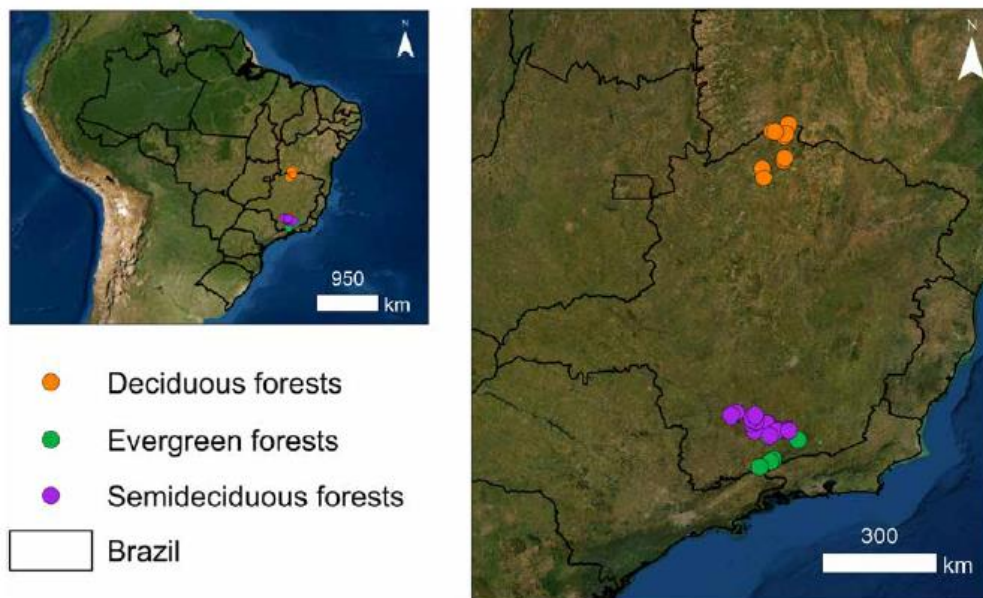 N
950
km
Deciduous forests
Evergreen forests
Semideciduous forests
Brazil
N
300
km